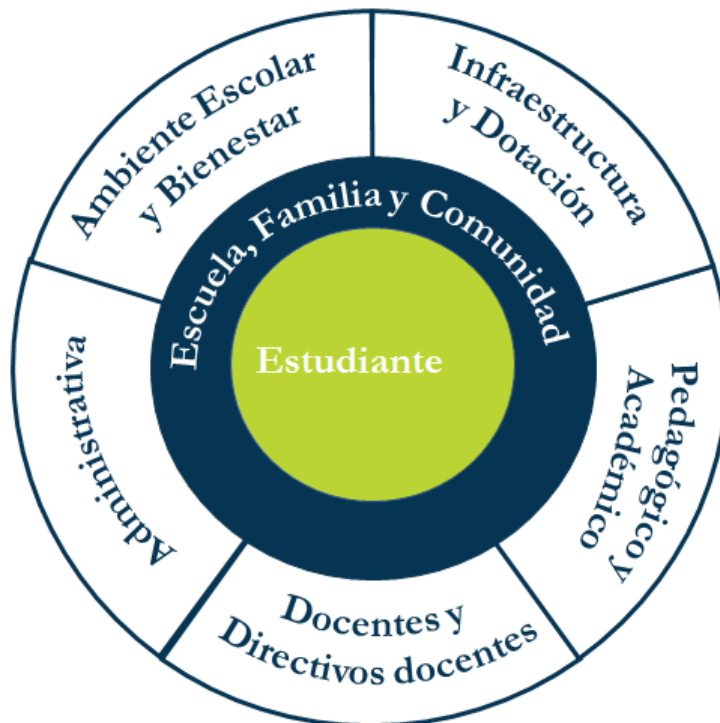 Ambiente Escolar
y Bienestar
Infraestructura
y Dotación
Escuela, Familia y Comunidad
Estudiante
Administrativa
Pedagógico y
Académico
Docentes y
Directivos docentes